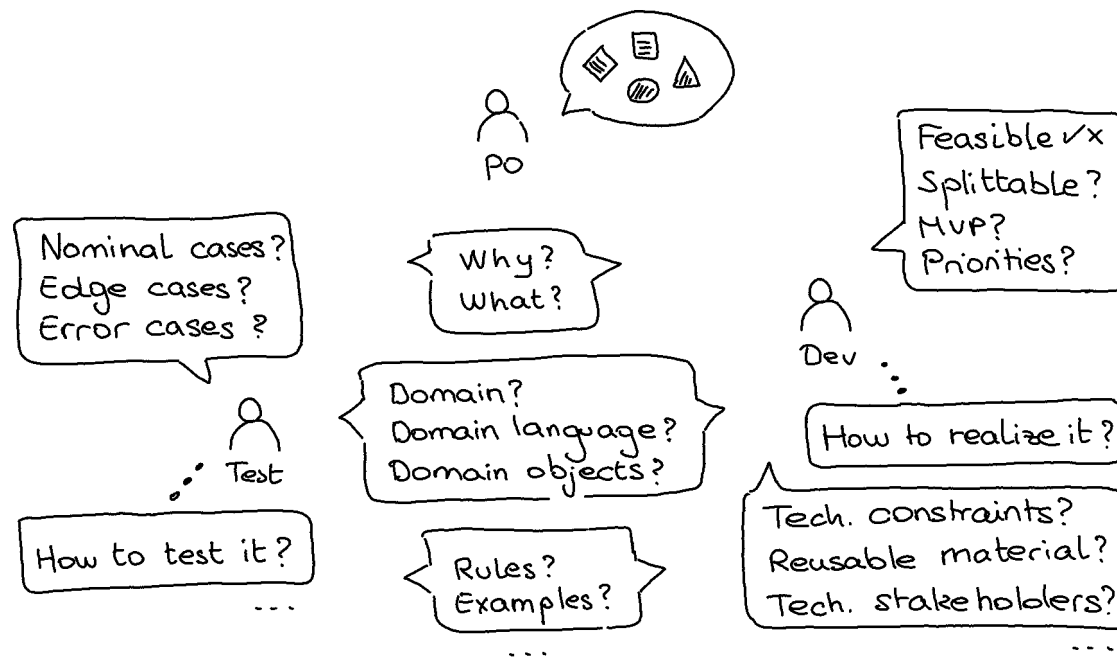 PO
Feasible ✓x
Splittable?
MVP?
Priorities?
Nominal cases?
Edge cases?
Error cases ?
Why?
What?
Dev
Domain?
Domain language?
Domain objects?
Test
How to realize it?
How to test it?
Rules?
Examples?
Tech. constraints?
Reusable material?
Tech. stakeholders?
...
...
...